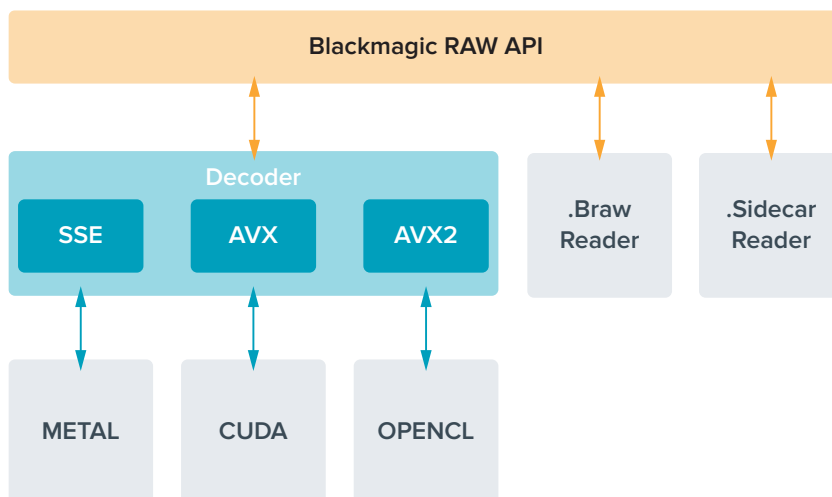 Blackmagic RAW API
Decoder
SSE
AVX
AVX2
.Braw
Reader
.Sidecar
Reader
METAL
CUDA
OPENCL